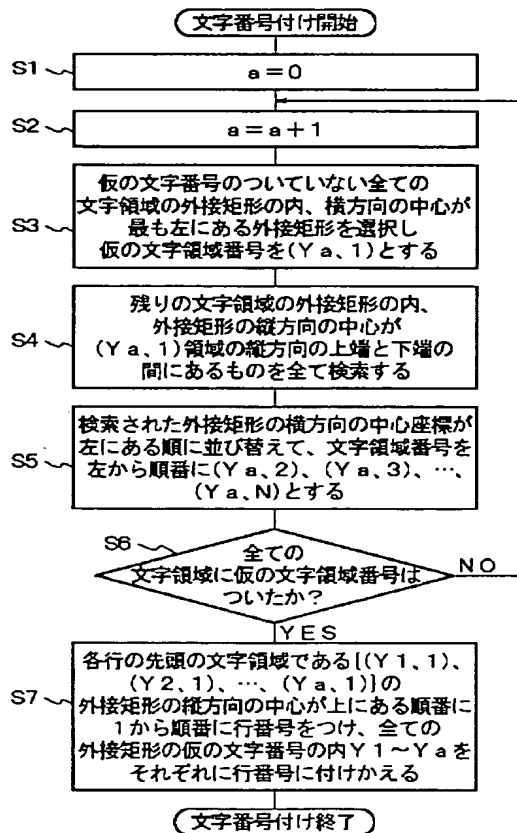 文字番号付け開始
S1
a=0
S2
a=a+1
S3
仮の文字番号のついていない全ての
文字領域の外接矩形の内、横方向の中心が
最も左にある外接矩形を選択し
仮の文字領域番号を(Ya、1)とする
S4
残りの文字領域の外接矩形の内、
外接矩形の縦方向の中心が
(Ya、1)領域の縦方向の上端と下端の
間にあるものを全て検索する
S5
検索された外接矩形の横方向の中心座標が
左にある順に並び替えて、文字領域番号を
左から順番に(Ya、2)、(Ya、3)、…、
(Ya、N)とする
S6
全ての
文字領域に仮の文字領域番号は
ついたか?
NO
YES
S7
各行の先頭の文字領域である[(Y1、1)、
(Y2、1)、…、(Ya、1)]の
外接矩形の縦方向の中心が上にある順番に
1から順番に行番号をつけ、全ての
外接矩形の仮の文字番号の内Y1~Yaを
それぞれに行番号に付けかえる
文字番号付け終了